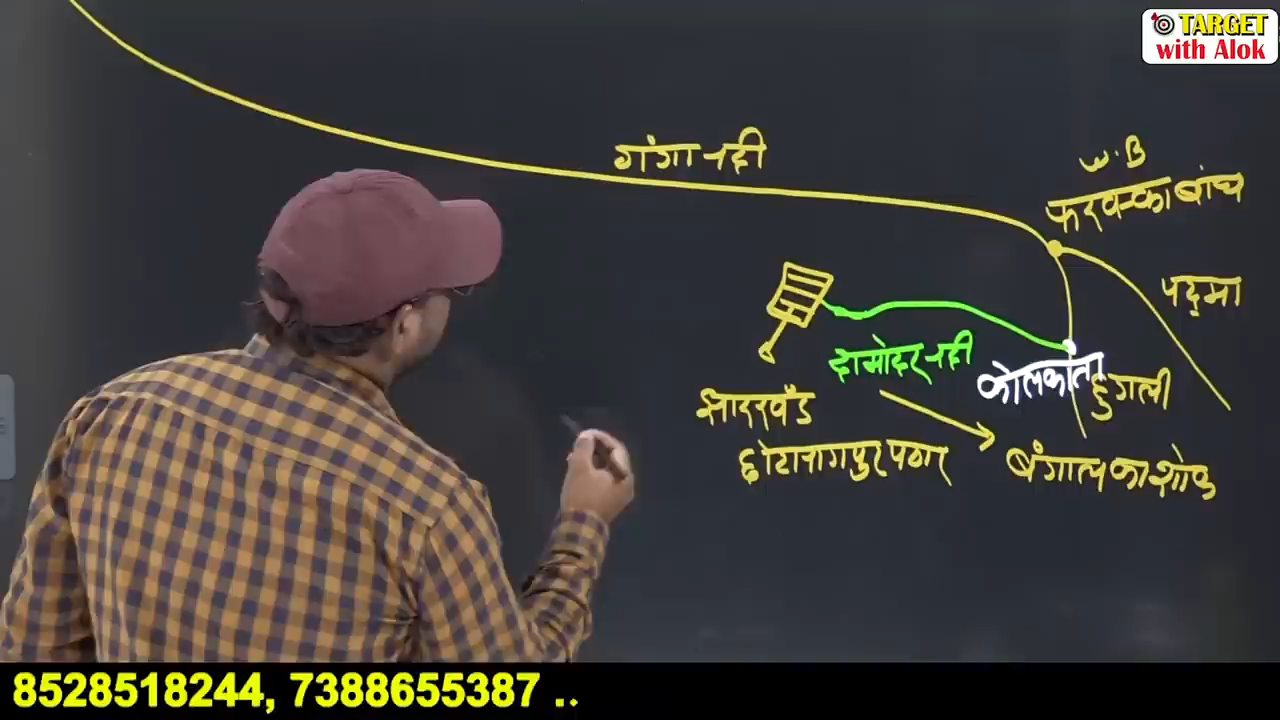 TARGET
with Alok
गंगा नदी
W.B
फरक्का बांध
पद्मा
दामोदर नदी
कोलकाता
हुगली
झारखंड
छोटानागपुर पठार
बंगाल का शोक
8528518244, 7388655387 ..